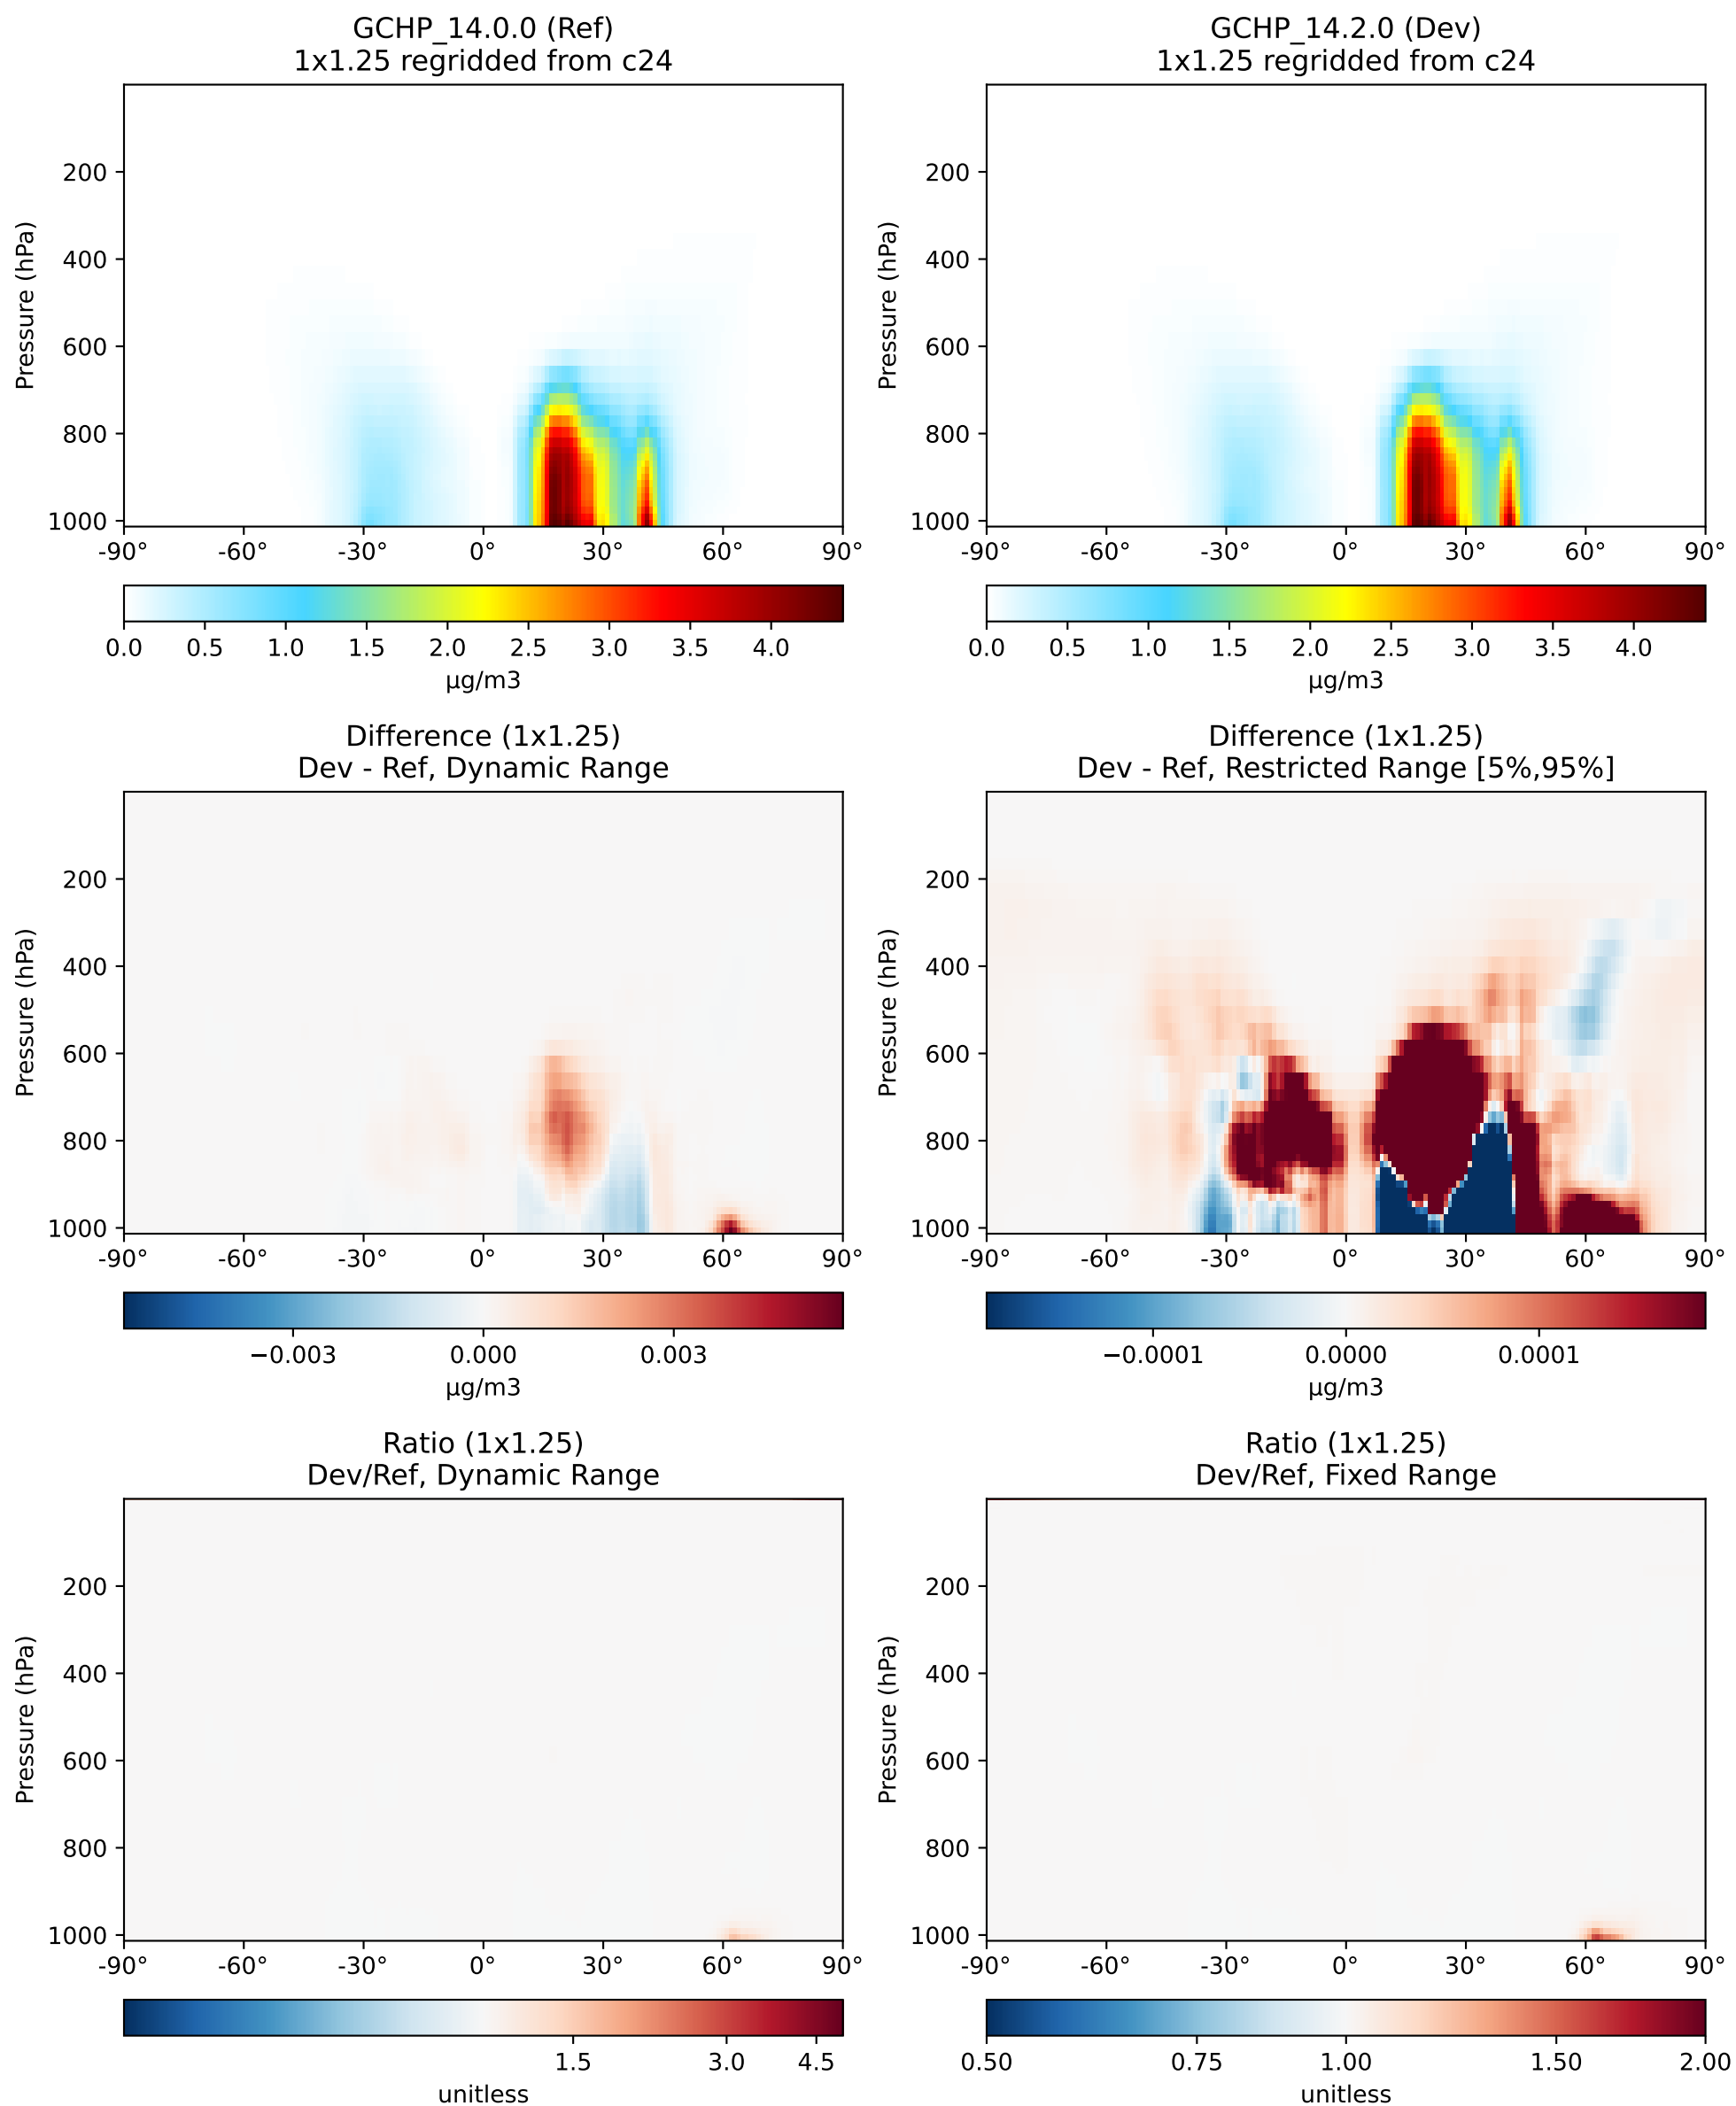 GCHP_14.0.0 (Ref)
1x1.25 regridded from c24
Pressure (hPa)
200
400
600
800
1000
-90° -60° -30° 0° 30° 60° 90°
0.0 0.5 1.0 1.5 2.0 2.5 3.0 3.5 4.0
µg/m3
GCHP_14.2.0 (Dev)
1x1.25 regridded from c24
Pressure (hPa)
200
400
600
800
1000
-90° -60° -30° 0° 30° 60° 90°
0.0 0.5 1.0 1.5 2.0 2.5 3.0 3.5 4.0
µg/m3
Difference (1x1.25)
Dev - Ref, Dynamic Range
Pressure (hPa)
200
400
600
800
1000
-90° -60° -30° 0° 30° 60° 90°
−0.003 0.000 0.003
µg/m3
Difference (1x1.25)
Dev - Ref, Restricted Range [5%,95%]
Pressure (hPa)
200
400
600
800
1000
-90° -60° -30° 0° 30° 60° 90°
−0.0001 0.0000 0.0001
µg/m3
Ratio (1x1.25)
Dev/Ref, Dynamic Range
Pressure (hPa)
200
400
600
800
1000
-90° -60° -30° 0° 30° 60° 90°
1.5 3.0 4.5
unitless
Ratio (1x1.25)
Dev/Ref, Fixed Range
Pressure (hPa)
200
400
600
800
1000
-90° -60° -30° 0° 30° 60° 90°
0.50 0.75 1.00 1.50 2.00
unitless